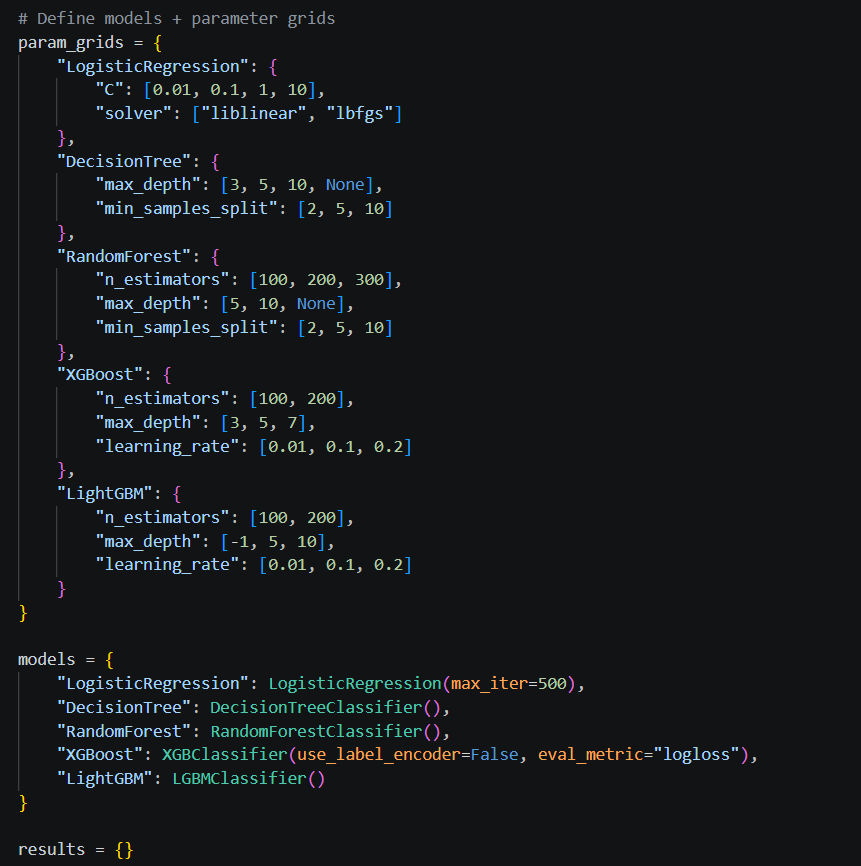 # Define models + parameter grids
param_grids = {
    "LogisticRegression": {
        "C": [0.01, 0.1, 1, 10],
        "solver": ["liblinear", "lbfgs"]
    },
    "DecisionTree": {
        "max_depth": [3, 5, 10, None],
        "min_samples_split": [2, 5, 10]
    },
    "RandomForest": {
        "n_estimators": [100, 200, 300],
        "max_depth": [5, 10, None],
        "min_samples_split": [2, 5, 10]
    },
    "XGBoost": {
        "n_estimators": [100, 200],
        "max_depth": [3, 5, 7],
        "learning_rate": [0.01, 0.1, 0.2]
    },
    "LightGBM": {
        "n_estimators": [100, 200],
        "max_depth": [-1, 5, 10],
        "learning_rate": [0.01, 0.1, 0.2]
    }
}

models = {
    "LogisticRegression": LogisticRegression(max_iter=500),
    "DecisionTree": DecisionTreeClassifier(),
    "RandomForest": RandomForestClassifier(),
    "XGBoost": XGBClassifier(use_label_encoder=False, eval_metric="logloss"),
    "LightGBM": LGBMClassifier()
}

results = {}